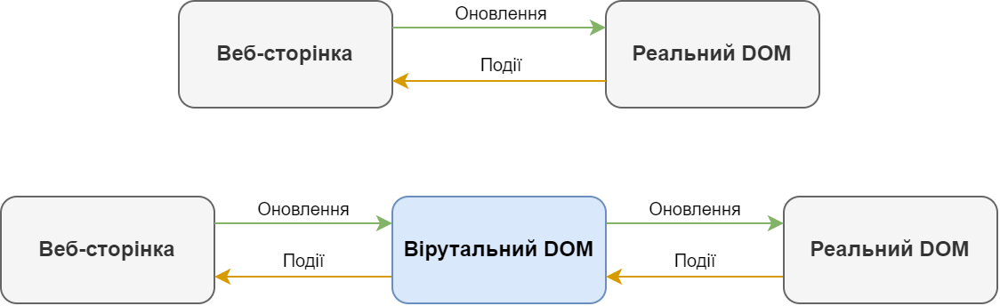 Оновлення
Веб-сторінка
Реальний DOM
Події
Оновлення
Оновлення
Веб-сторінка
Вірутальний DOM
Реальний DOM
Події
Події